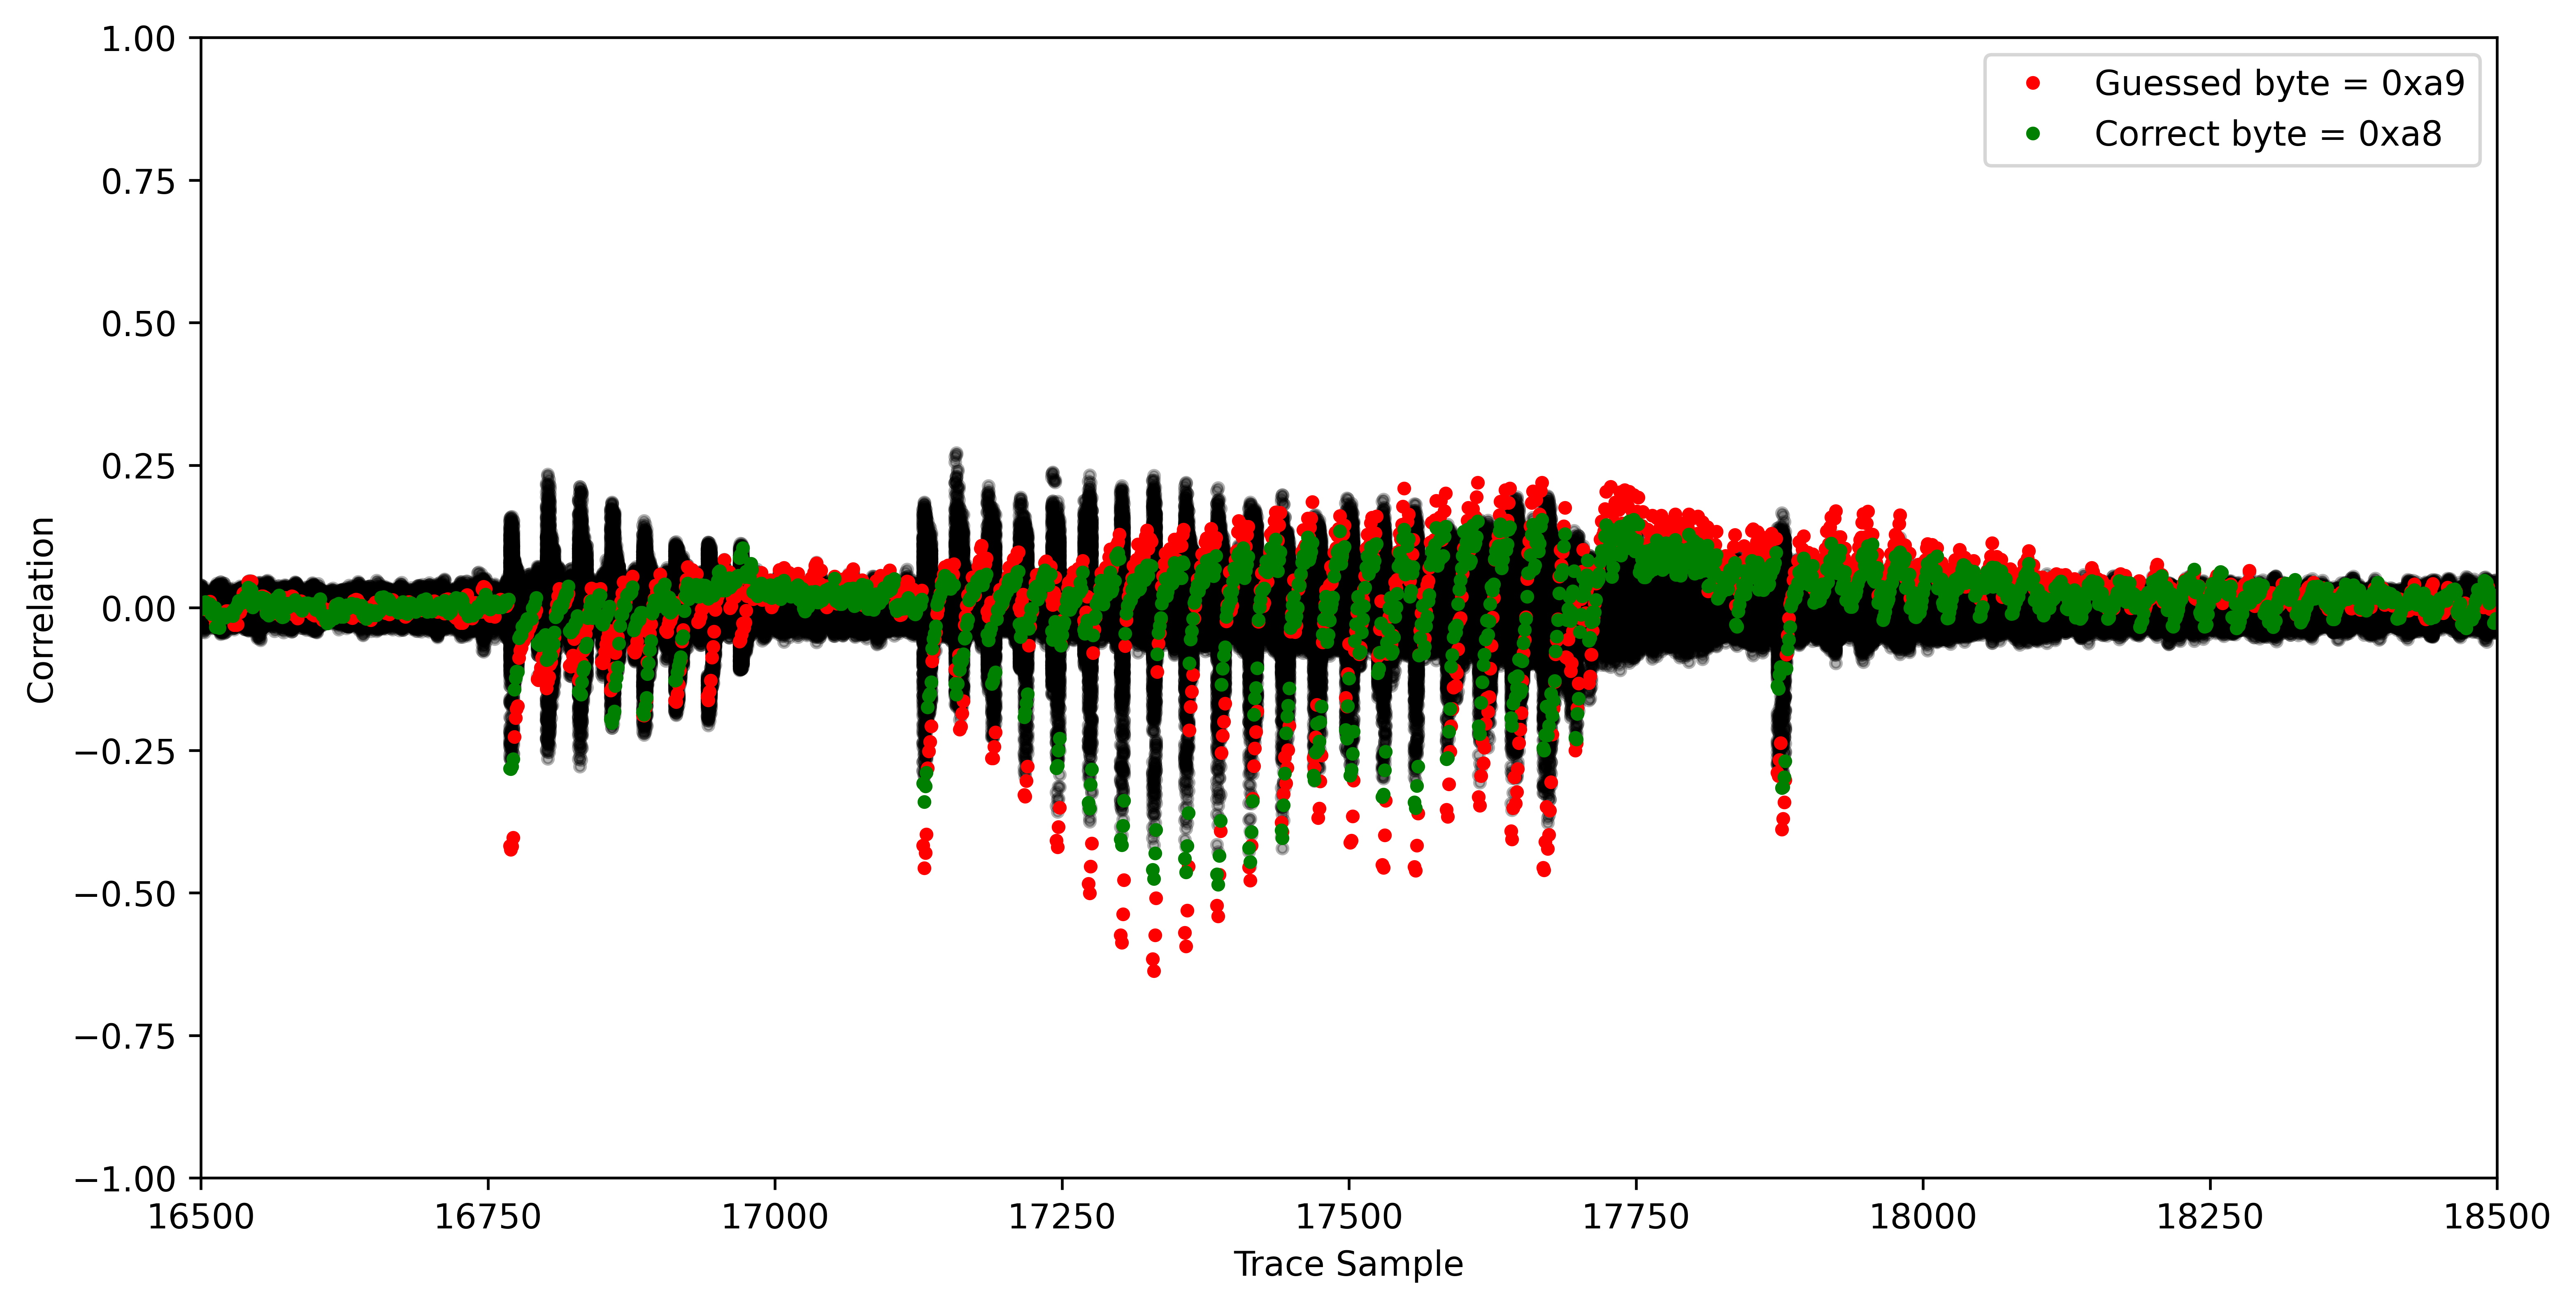 1.00
0.75
0.50
0.25
0.00
−0.25
−0.50
−0.75
−1.00
Correlation
Guessed byte = 0xa9
Correct byte = 0xa8
16500 16750 17000 17250 17500 17750 18000 18250 18500
Trace Sample